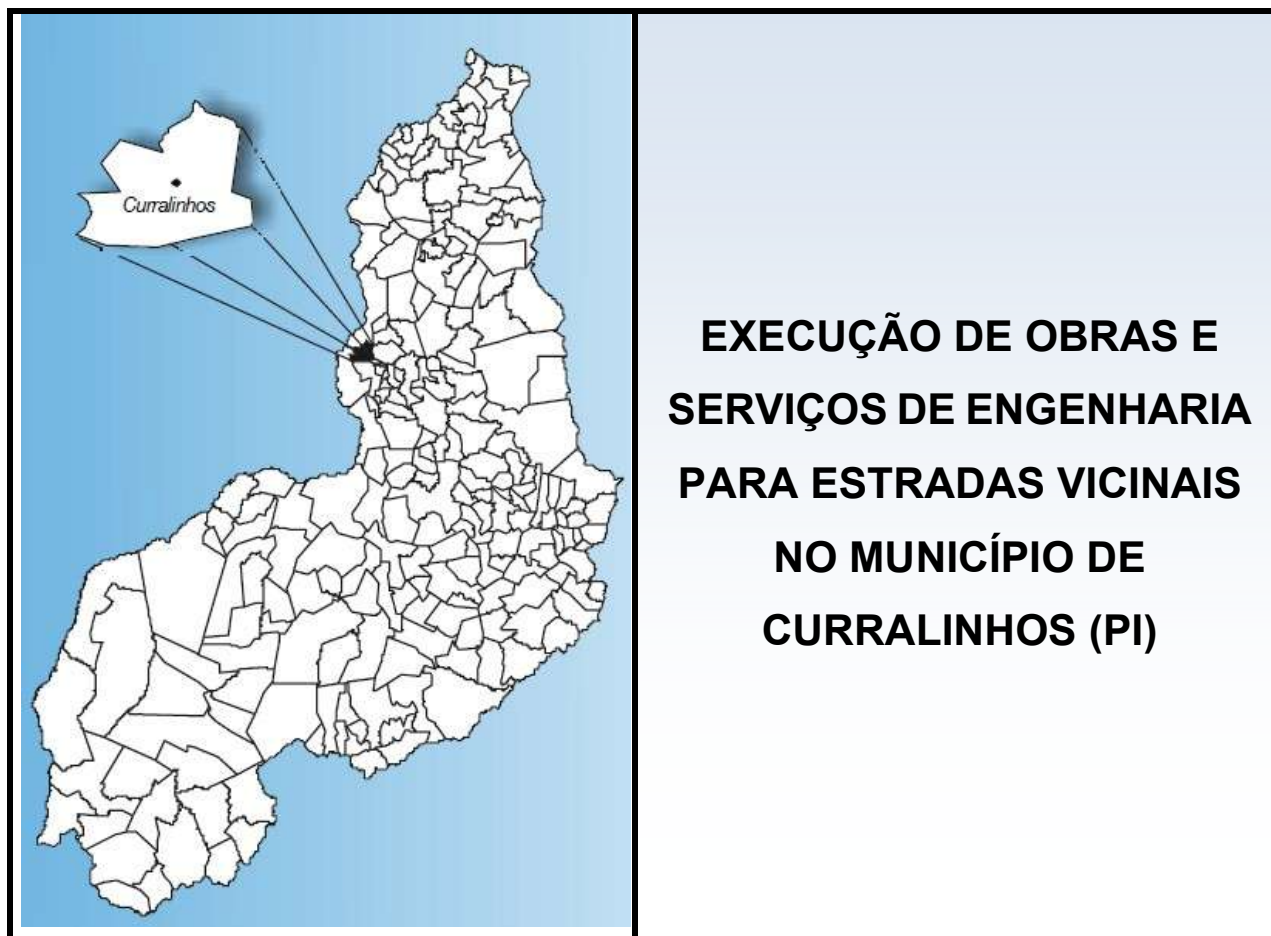 Curralinhos
EXECUÇÃO DE OBRAS E
SERVIÇOS DE ENGENHARIA
PARA ESTRADAS VICINAIS
NO MUNICÍPIO DE
CURRALINHOS (PI)